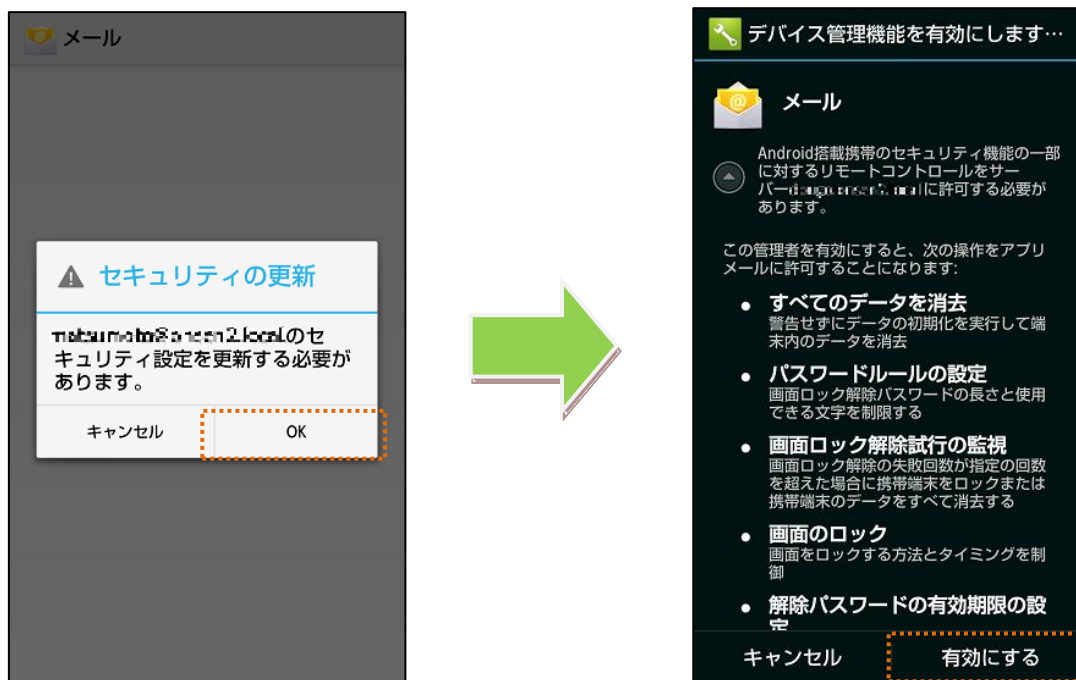 メール
セキュリティの更新
のセ
キュリティ設定を更新する必要が
あります。
キャンセル
OK
デバイス管理機能を有効にします…
メール
Android搭載携帯のセキュリティ機能の一部
に対するリモートコントロールをサー
バー に許可する必要が
あります。
この管理者を有効にすると、次の操作をアプリ
メールに許可することになります:
● すべてのデータを消去
警告せずにデータの初期化を実行して端
末内のデータを消去
● パスワードルールの設定
画面ロック解除パスワードの長さと使用
できる文字を制限する
● 画面ロック解除試行の監視
画面ロック解除の失敗回数が指定の回数
を超えた場合に携帯端末をロックまたは
携帯端末のデータをすべて消去する
● 画面のロック
画面をロックする方法とタイミングを制
御
● 解除パスワードの有効期限の設
定
キャンセル
有効にする